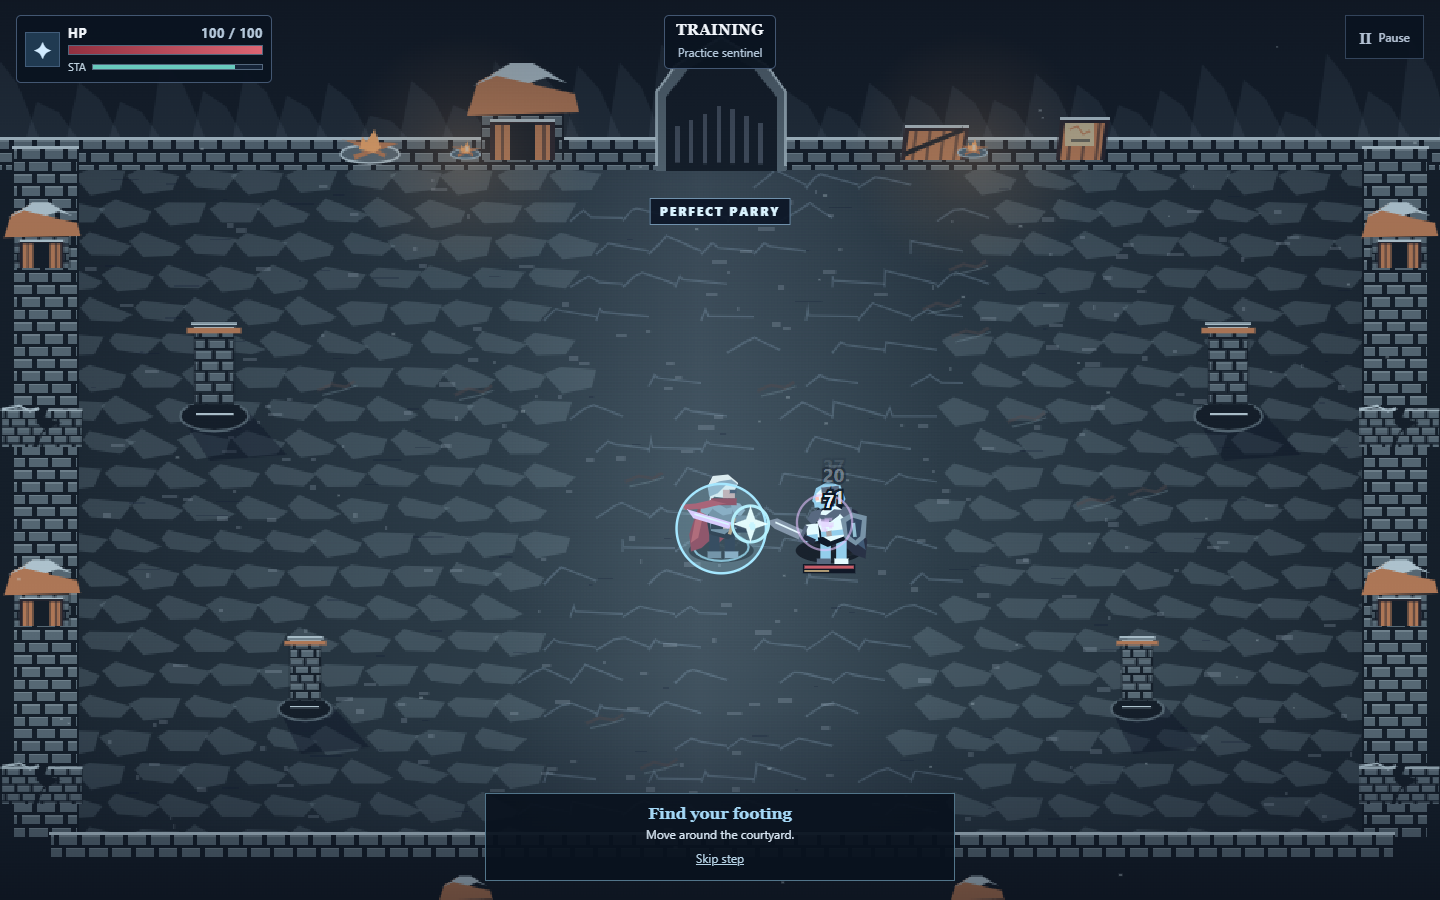 HP 100 / 100
STA
TRAINING
Practice sentinel
Pause
PERFECT PARRY
20
Find your footing
Move around the courtyard.
Skip step